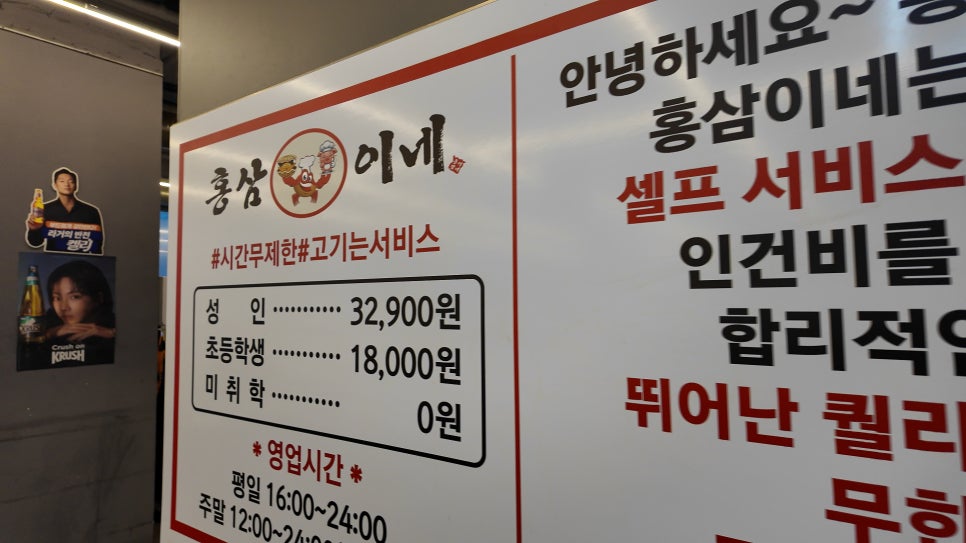 홍삼이네
#시간무제한#고기는서비스
성 인 ············ 32,900원
초등학생 ············ 18,000원
미 취 학 ············ 0원
* 영업시간 *
평일 16:00~24:00
주말 12:00~24:00
안녕하세요~
홍삼이네는
셀프 서비스
인건비를
합리적인
뛰어난 퀄리
무한
라거의 반전
켈리
Crush on
KRUSH